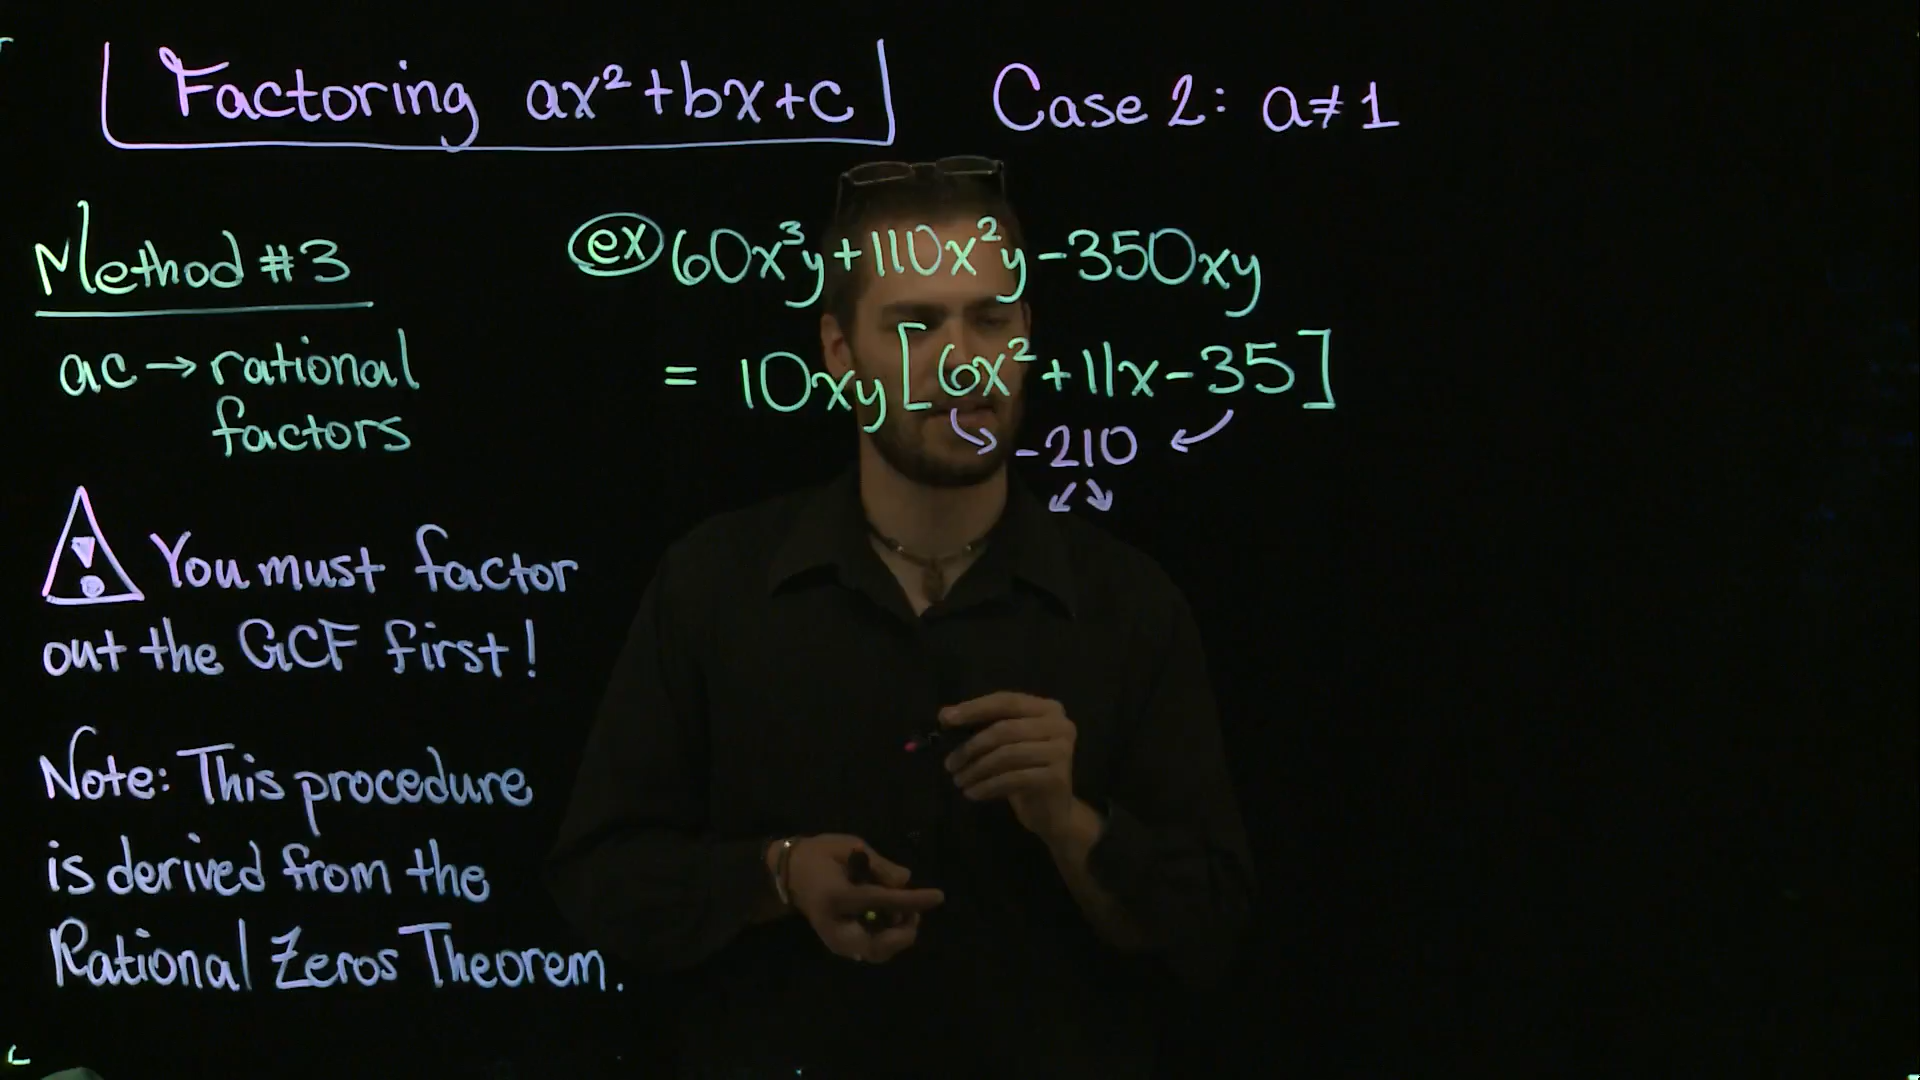 Factoring ax²+bx+c Case 2: a≠1
Method #3
ac→rational
factors
ex 60x³y+110x²y-350xy
= 10xy[6x²+11x-35]
-210
You must factor
out the GCF first!
Note: This procedure
is derived from the
Rational Zeros Theorem.